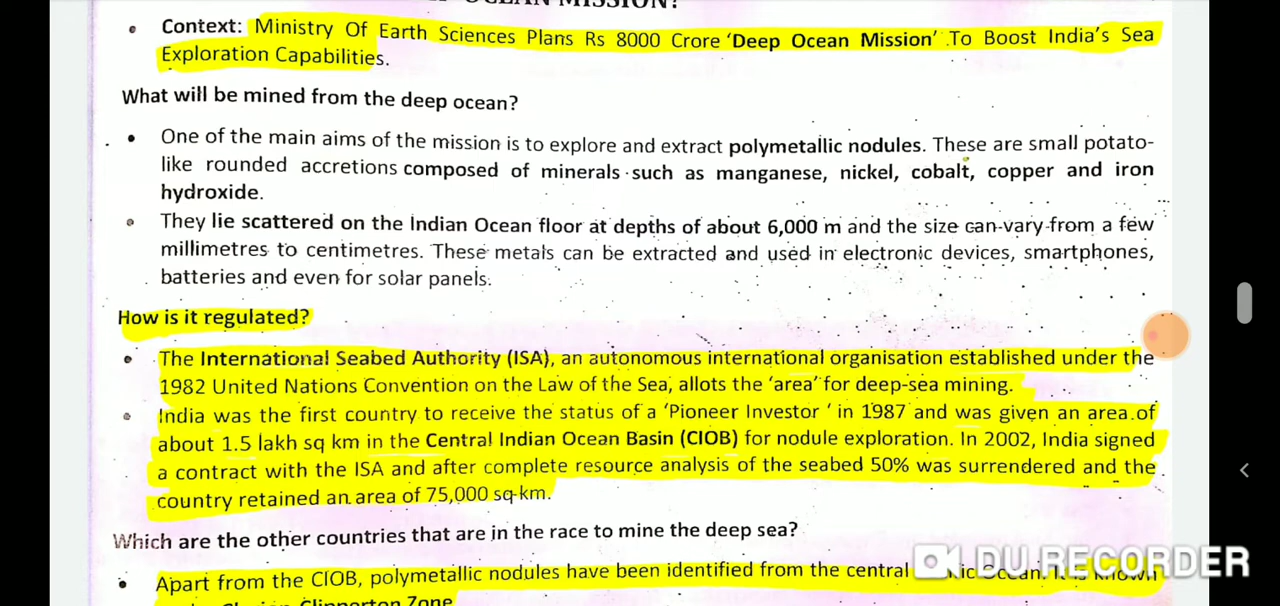 OCEAN MISSION?
• Context: Ministry Of Earth Sciences Plans Rs 8000 Crore ‘Deep Ocean Mission’ To Boost India’s Sea
Exploration Capabilities.
What will be mined from the deep ocean?
• One of the main aims of the mission is to explore and extract polymetallic nodules. These are small potato-
like rounded accretions composed of minerals such as manganese, nickel, cobalt, copper and iron
hydroxide.
• They lie scattered on the Indian Ocean floor at depths of about 6,000 m and the size can vary from a few
millimetres to centimetres. These metals can be extracted and used in electronic devices, smartphones,
batteries and even for solar panels.
How is it regulated?
• The International Seabed Authority (ISA), an autonomous international organisation established under the
1982 United Nations Convention on the Law of the Sea, allots the ‘area’ for deep-sea mining.
• India was the first country to receive the status of a ‘Pioneer Investor ’ in 1987 and was given an area of
about 1.5 lakh sq km in the Central Indian Ocean Basin (CIOB) for nodule exploration. In 2002, India signed
a contract with the ISA and after complete resource analysis of the seabed 50% was surrendered and the
country retained an area of 75,000 sq km.
Which are the other countries that are in the race to mine the deep sea?
• Apart from the CIOB, polymetallic nodules have been identified from the central Ocean. It is known
Clipperton Zone
DU RECORDER